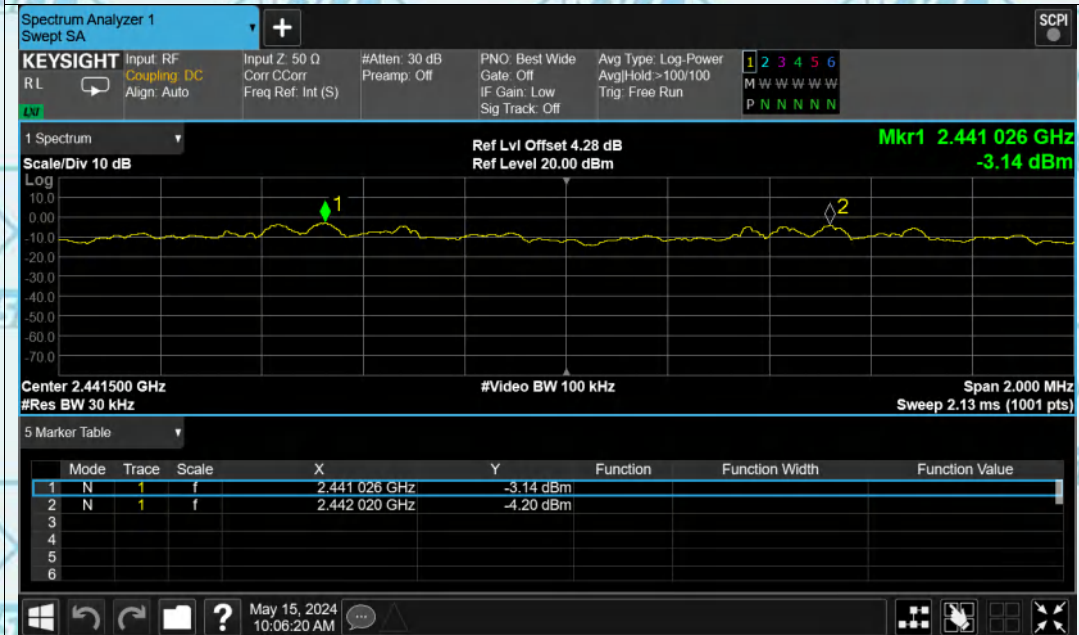 Spectrum Analyzer 1
Swept SA
+
SCPI
KEYSIGHT
R L
LXI
Input: RF
Coupling: DC
Align: Auto
Input Z: 50 Ω
Corr CCorr
Freq Ref: Int (S)
#Atten: 30 dB
Preamp: Off
PNO: Best Wide
Gate: Off
IF Gain: Low
Sig Track: Off
Avg Type: Log-Power
Avg|Hold:>100/100
Trig: Free Run
1 2 3 4 5 6
M W W W W W
P N N N N N
1 Spectrum
Scale/Div 10 dB
Ref Lvl Offset 4.28 dB
Ref Level 20.00 dBm
Mkr1 2.441 026 GHz
-3.14 dBm
Log
10.0
0.00
-10.0
-20.0
-30.0
-40.0
-50.0
-60.0
-70.0
1
2
Center 2.441500 GHz
#Res BW 30 kHz
#Video BW 100 kHz
Span 2.000 MHz
Sweep 2.13 ms (1001 pts)
5 Marker Table
Mode Trace Scale X Y Function Function Width Function Value
1 N 1 f 2.441 026 GHz -3.14 dBm
2 N 1 f 2.442 020 GHz -4.20 dBm
3
4
5
6
?
May 15, 2024
10:06:20 AM